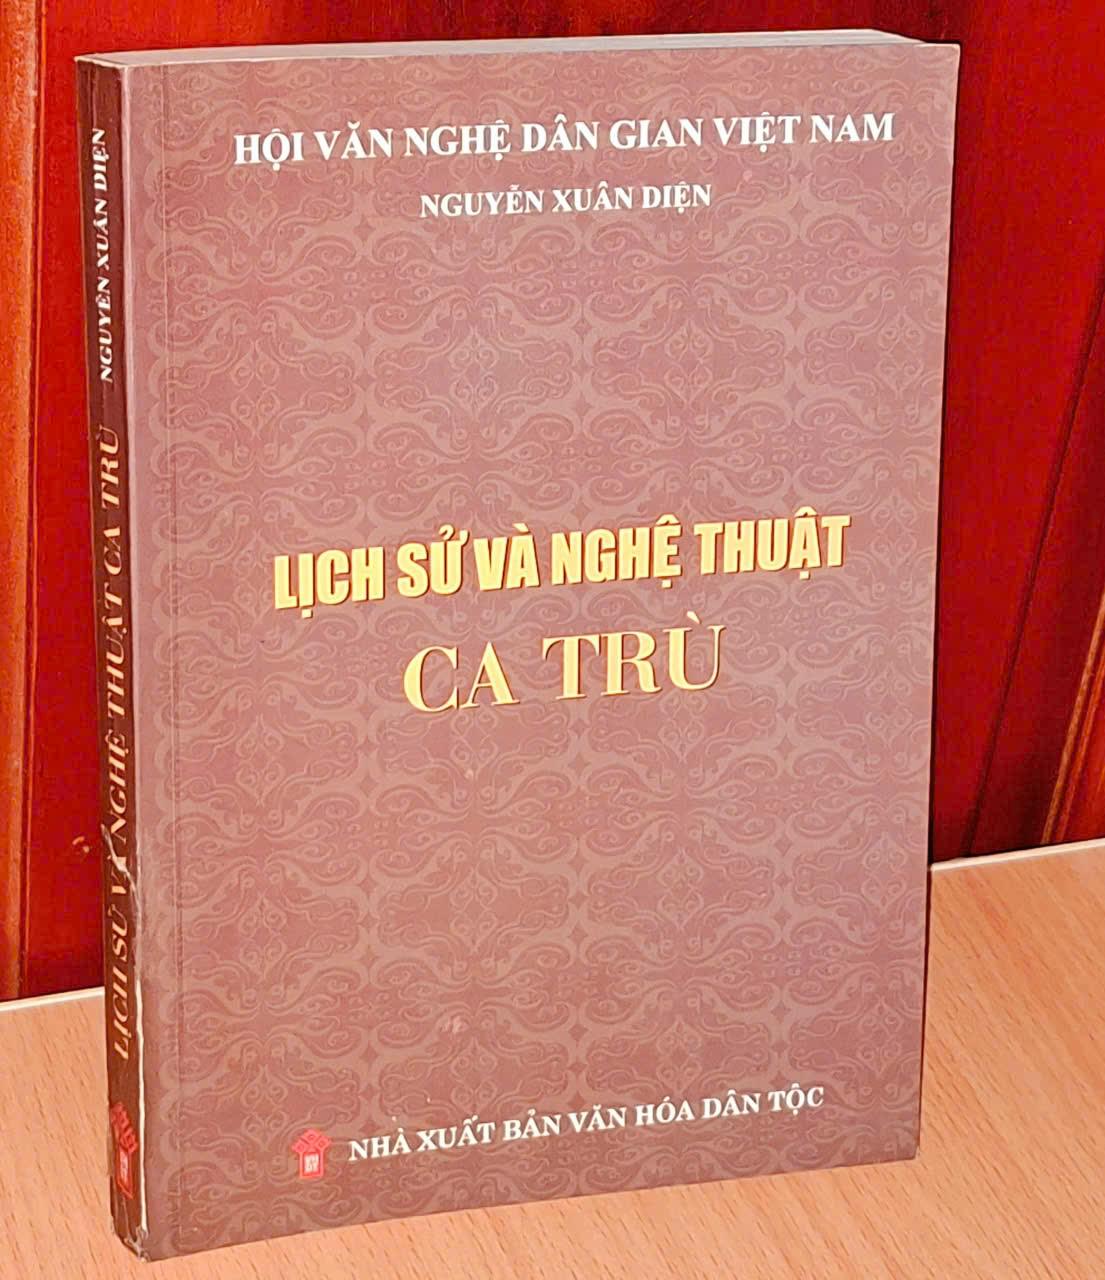 HỘI VĂN NGHỆ DÂN GIAN VIỆT NAM
NGUYỄN XUÂN DIỆN
LỊCH SỬ VÀ NGHỆ THUẬT
CA TRÙ
NHÀ XUẤT BẢN VĂN HÓA DÂN TỘC
LỊCH SỬ VÀ NGHỆ THUẬT CA TRÙ NGUYỄN XUÂN DIỆN